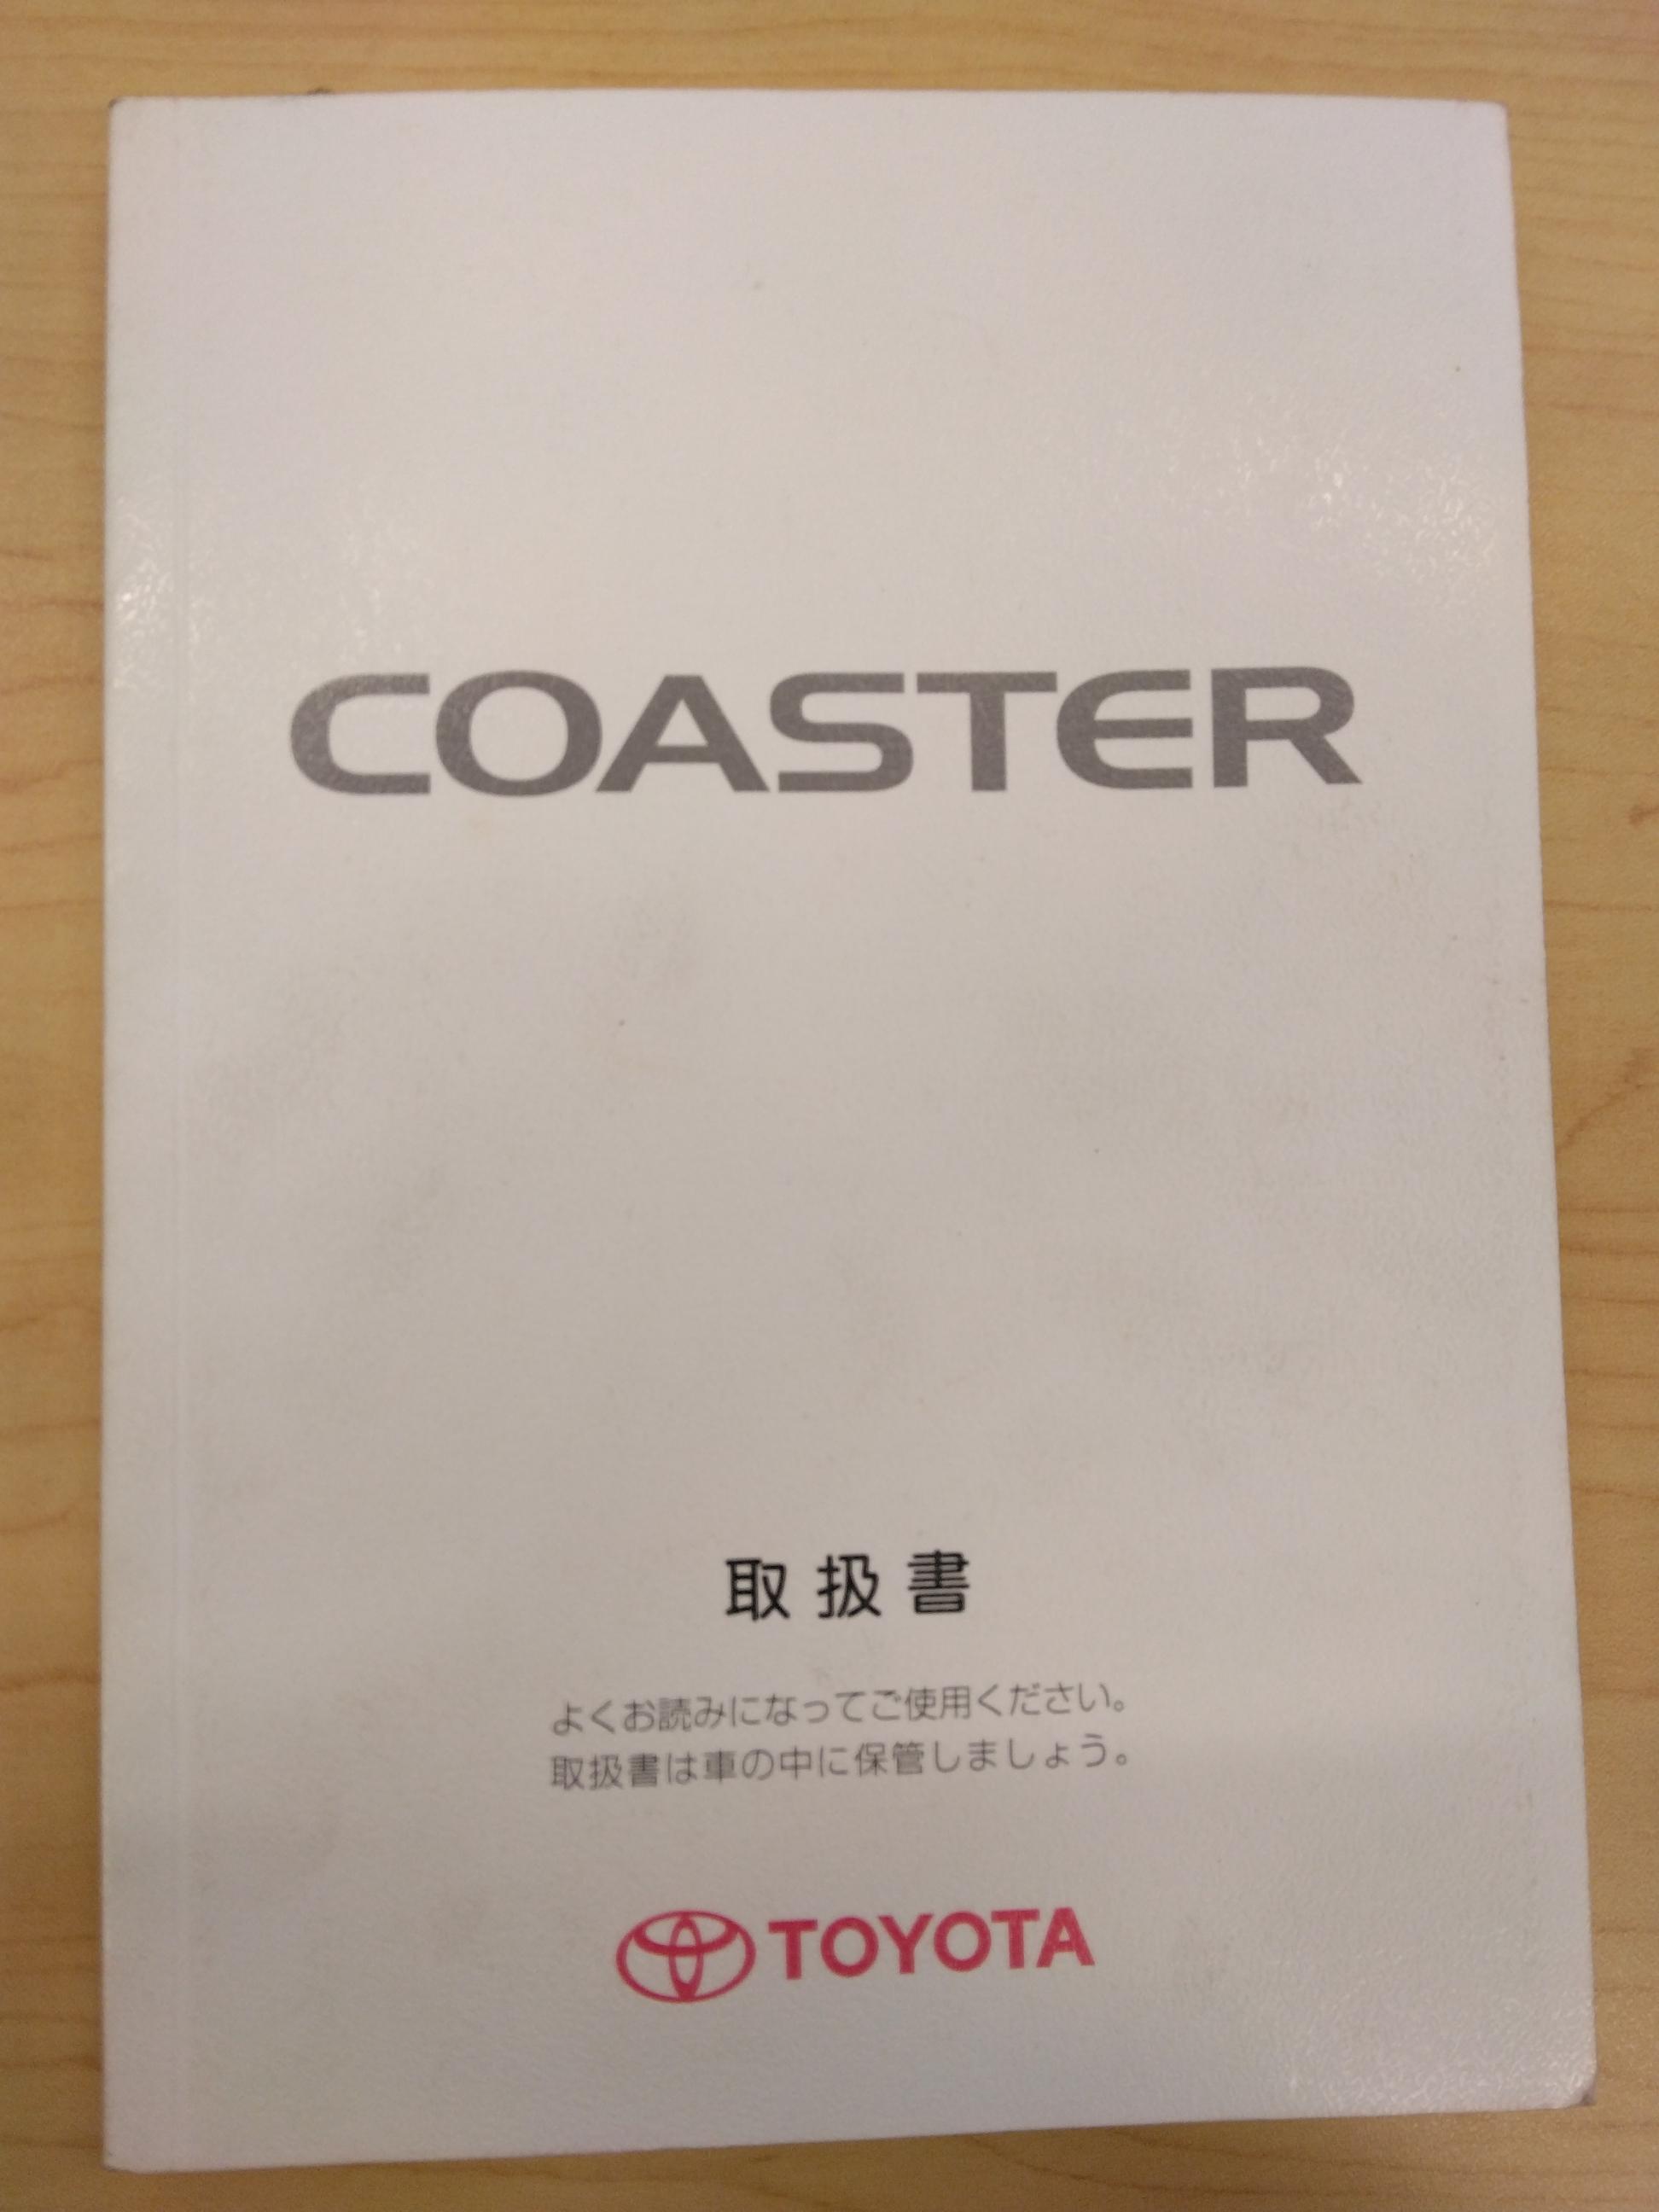 COASTER
取扱書
よくお読みになってご使用ください。
取扱書は車の中に保管しましょう。
TOYOTA